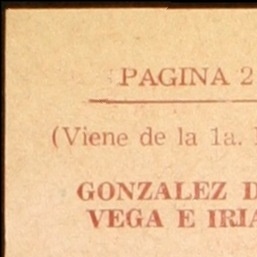 PAGINA 2
(Viene de la 1a.
GONZALEZ D
VEGA E IRIA